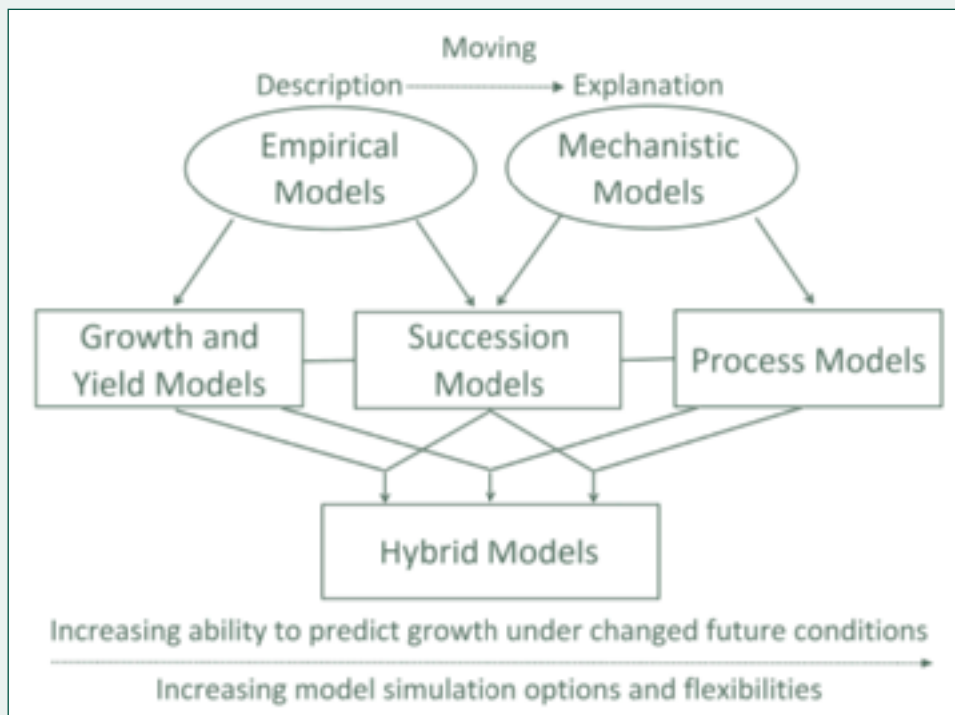 Moving
Description
Explanation
Empirical
Models
Mechanistic
Models
Growth and
Yield Models
Succession
Models
Process Models
Hybrid Models
Increasing ability to predict growth under changed future conditions
Increasing model simulation options and flexibilities